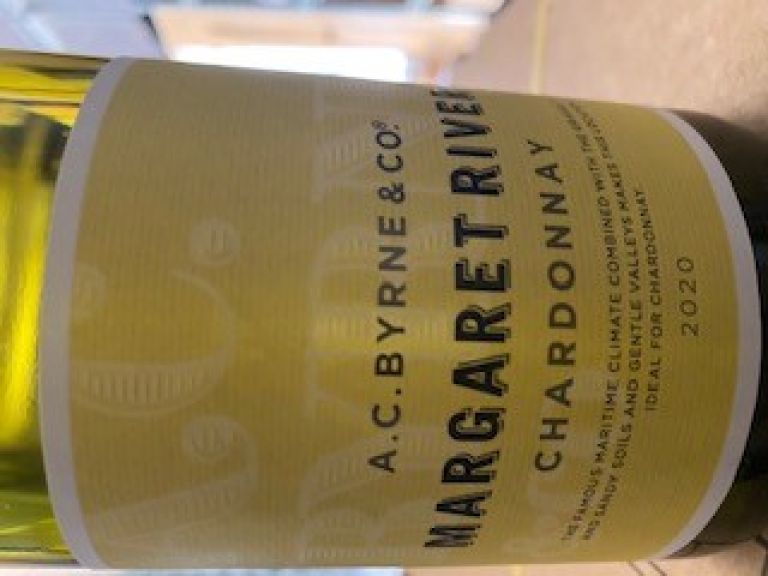 A.C.BYRNE & CO.®
MARGARET RIVER
CHARDONNAY
THE FAMOUS MARITIME CLIMATE COMBINED WITH THE
AND SANDY SOILS AND GENTLE VALLEYS MAKES THIS
IDEAL FOR CHARDONNAY
2020